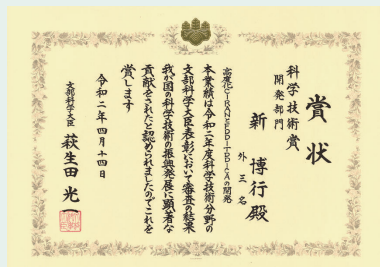 賞状
科学技術賞
開発部門
新 博行殿
外三名
本業績は令和二年度科学技術分野の
文部科学大臣表彰において審査の結果
我が国の科学技術の振興発展に顕著な
貢献をされたと認められましたのでこれを
賞します
令和二年四月十四日
文部科学大臣
萩生田 光一